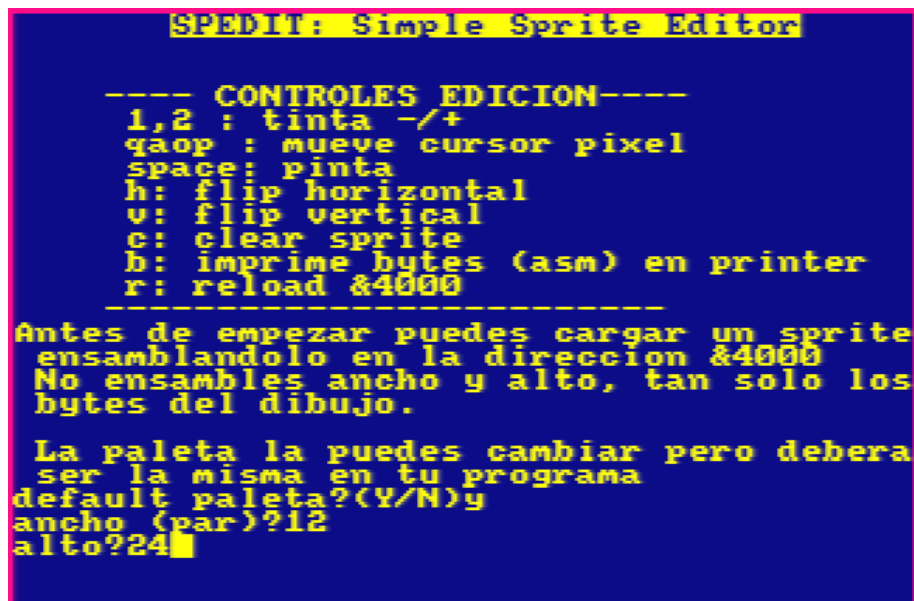 SPEDIT: Simple Sprite Editor
---- CONTROLES EDICION----
1,2 : tinta -/+
qaop : mueve cursor pixel
space: pinta
h: flip horizontal
v: flip vertical
c: clear sprite
b: imprime bytes (asm) en printer
r: reload &4000
-------------------------
Antes de empezar puedes cargar un sprite
ensamblandolo en la direccion &4000
No ensambles ancho y alto, tan solo los
bytes del dibujo.
La paleta la puedes cambiar pero debera
ser la misma en tu programa
default paleta?(Y/N)y
ancho (par)?12
alto?24